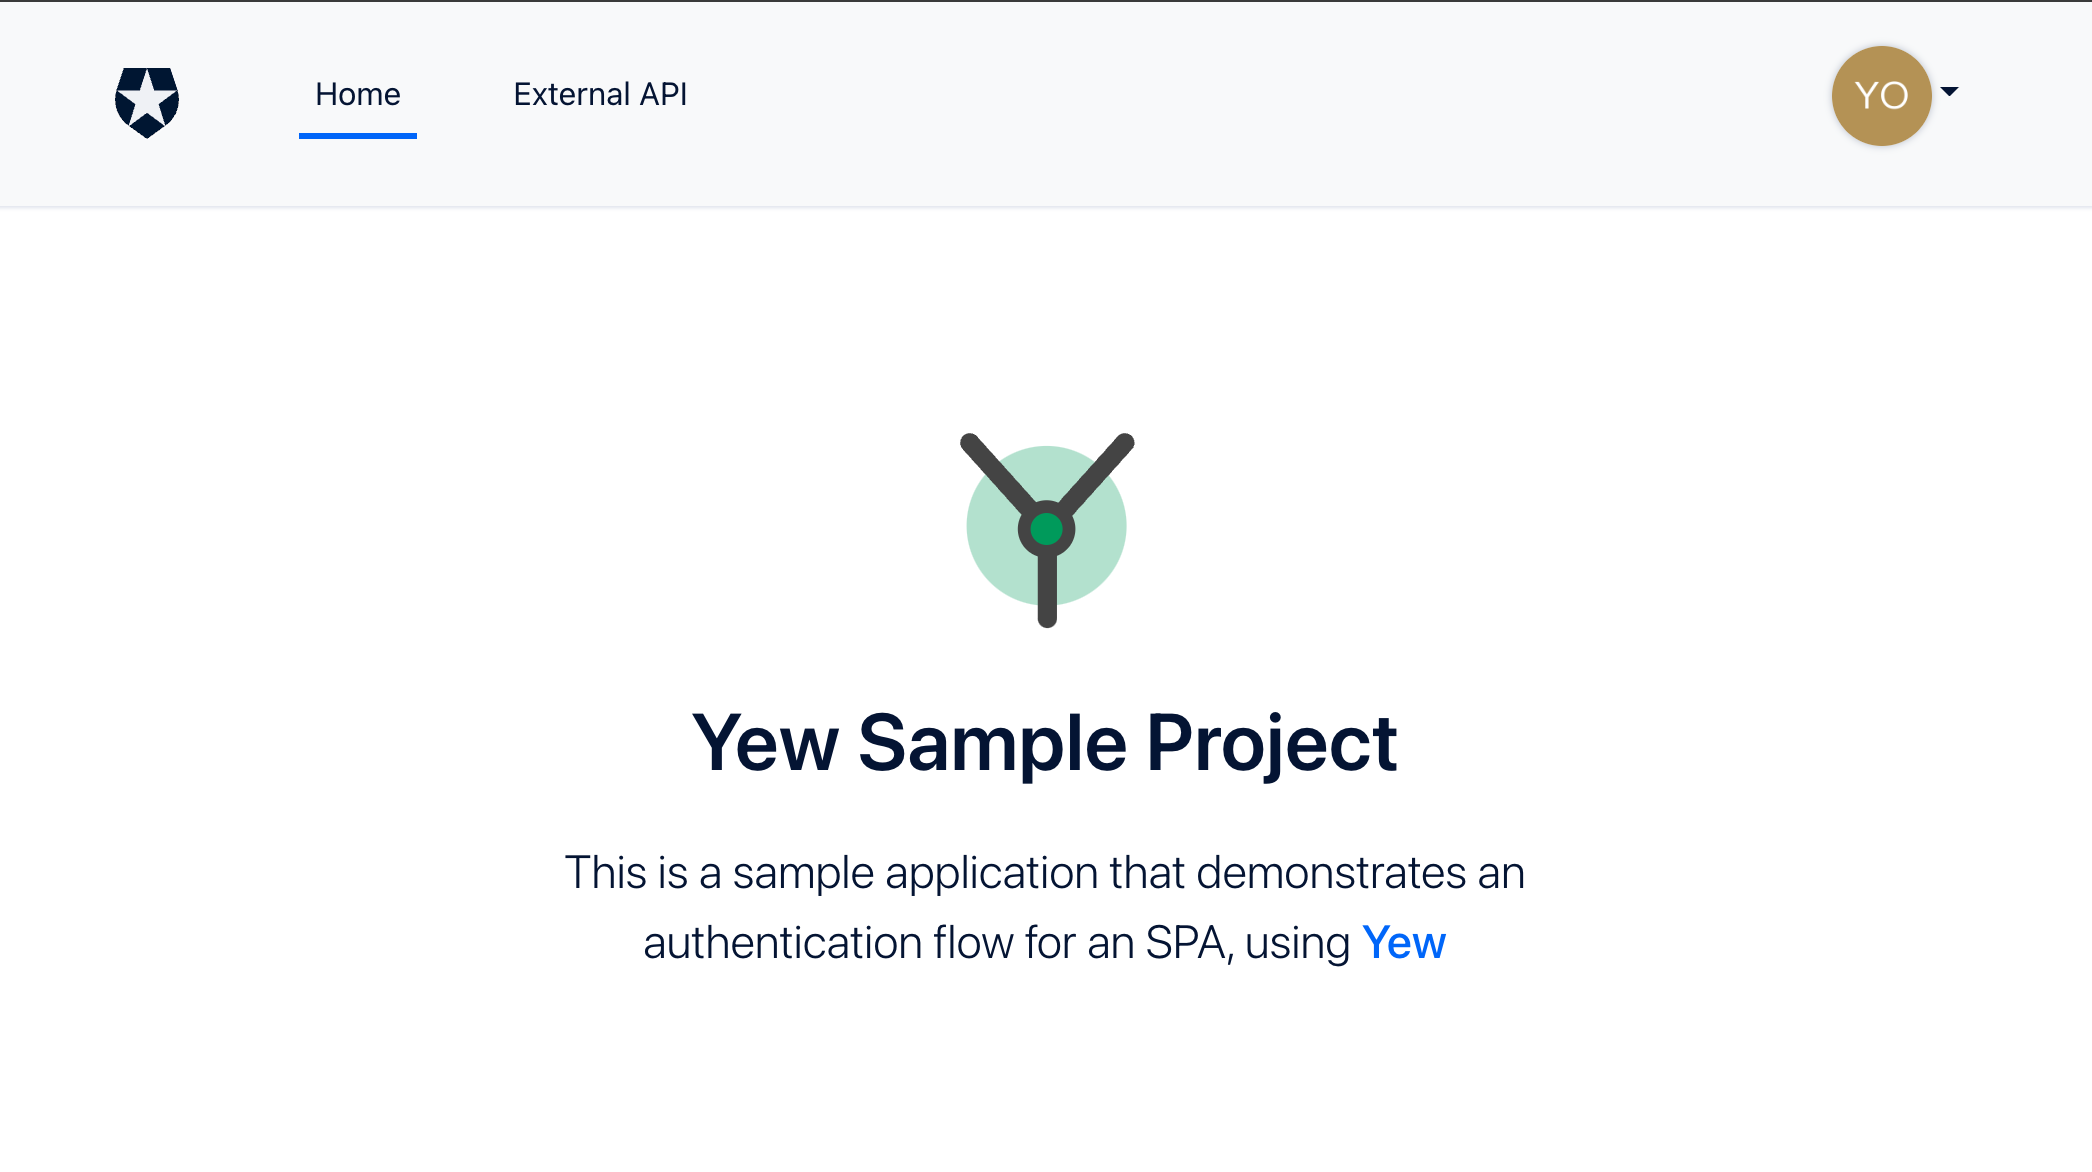 Home External API YO
Yew Sample Project
This is a sample application that demonstrates an
authentication flow for an SPA, using Yew